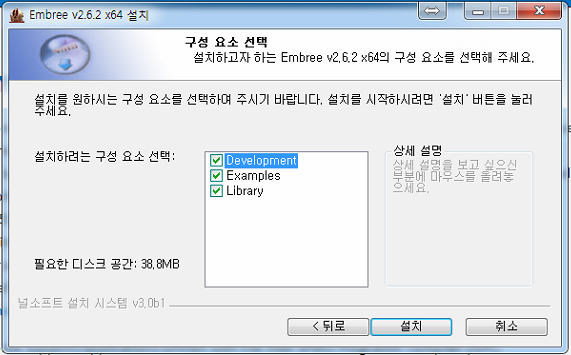 Embree v2.6.2 x64 설치
구성 요소 선택
설치하고자 하는 Embree v2.6.2 x64의 구성 요소를 선택해 주세요.
설치를 원하시는 구성 요소를 선택하여 주시기 바랍니다. 설치를 시작하시려면 '설치' 버튼을 눌러
주세요.
설치하려는 구성 요소 선택:
Development
Examples
Library
상세 설명
상세 설명을 보고 싶으신
부분에 마우스를 올려놓
으세요.
필요한 디스크 공간: 38.8MB
널소프트 설치 시스템 v3.0b1
< 뒤로
설치
취소